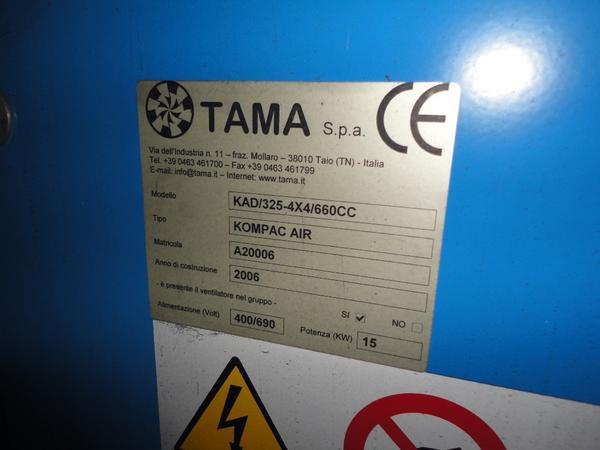 TAMA S.p.a. CE
Via dell'Industria n. 11 – fraz. Mollaro – 38010 Taio (TN) - Italia
Tel. +39 0463 461700 – Fax +39 0463 461799
E-mail: info@tama.it – Internet: www.tama.it
Modello KAD/325-4X4/660CC
Tipo KOMPAC AIR
Matricola A20006
Anno di costruzione 2006
- è presente il ventilatore nel gruppo - SI NO
Alimentazione (Volt) 400/690 Potenza (KW) 15